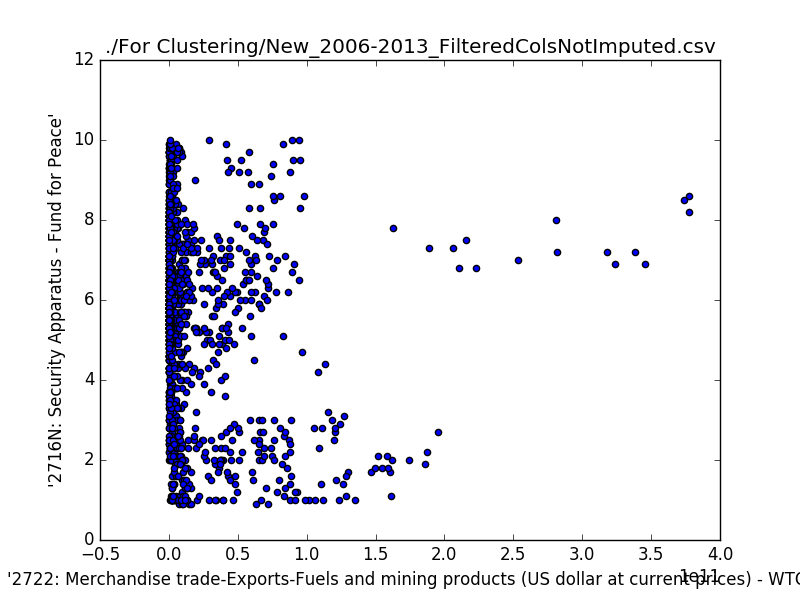 ./For Clustering/New_2006-2013_FilteredColsNotImputed.csv
12
10
8
6
4
2
0
'2716N: Security Apparatus - Fund for Peace'
−0.5 0.0 0.5 1.0 1.5 2.0 2.5 3.0 3.5 4.0
1e11
'2722: Merchandise trade-Exports-Fuels and mining products (US dollar at current prices) - WTO